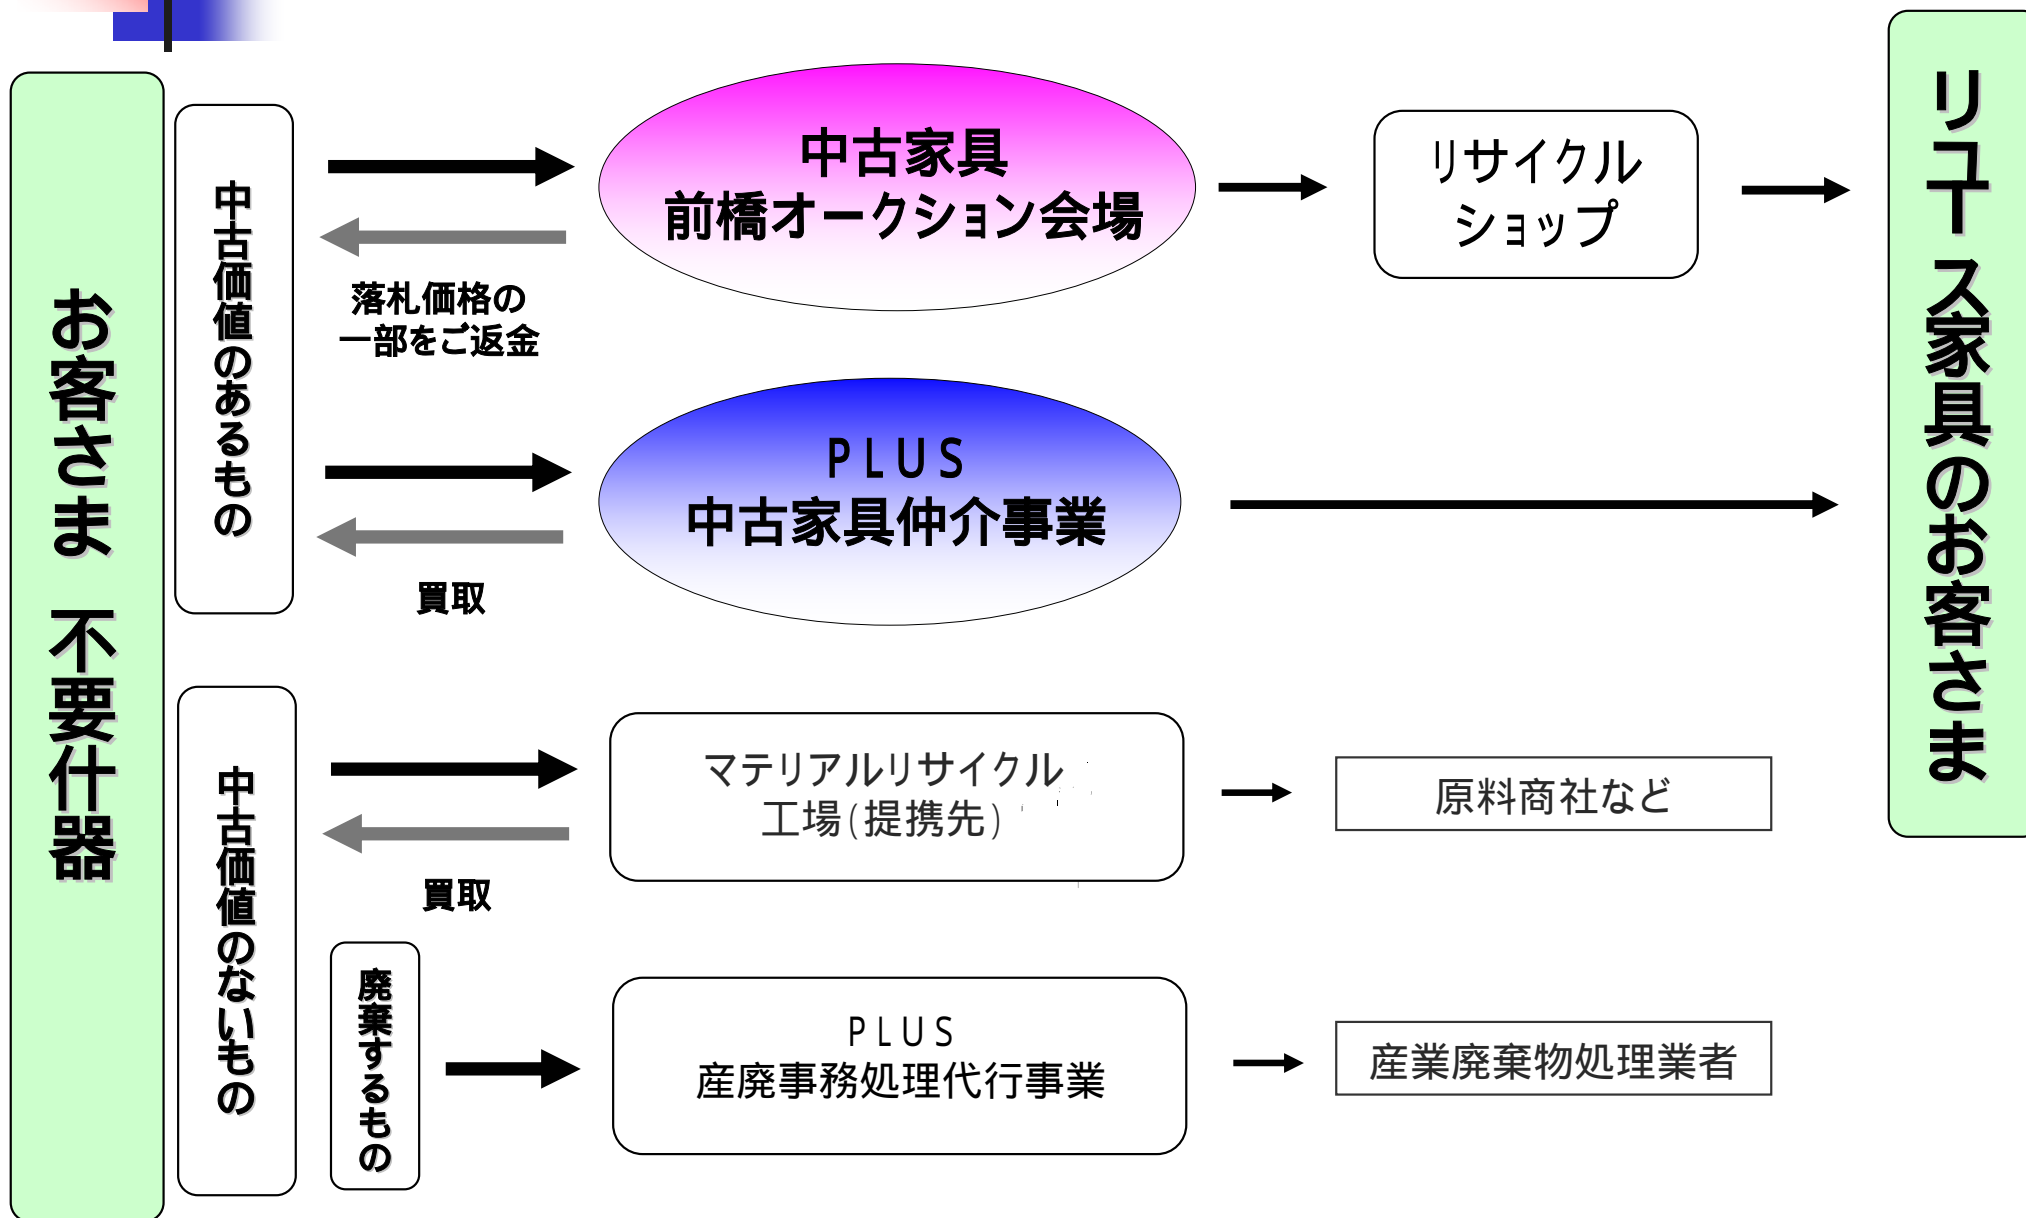 お客さま 不要什器
中古価値のあるもの
中古家具
前橋オークション会場
リサイクル
ショップ
リユース家具のお客さま
落札価格の
一部をご返金
PLUS
中古家具仲介事業
買取
中古価値のないもの
マテリアルリサイクル
工場(提携先)
原料商社など
買取
廃棄するもの
PLUS
産廃事務処理代行事業
産業廃棄物処理業者